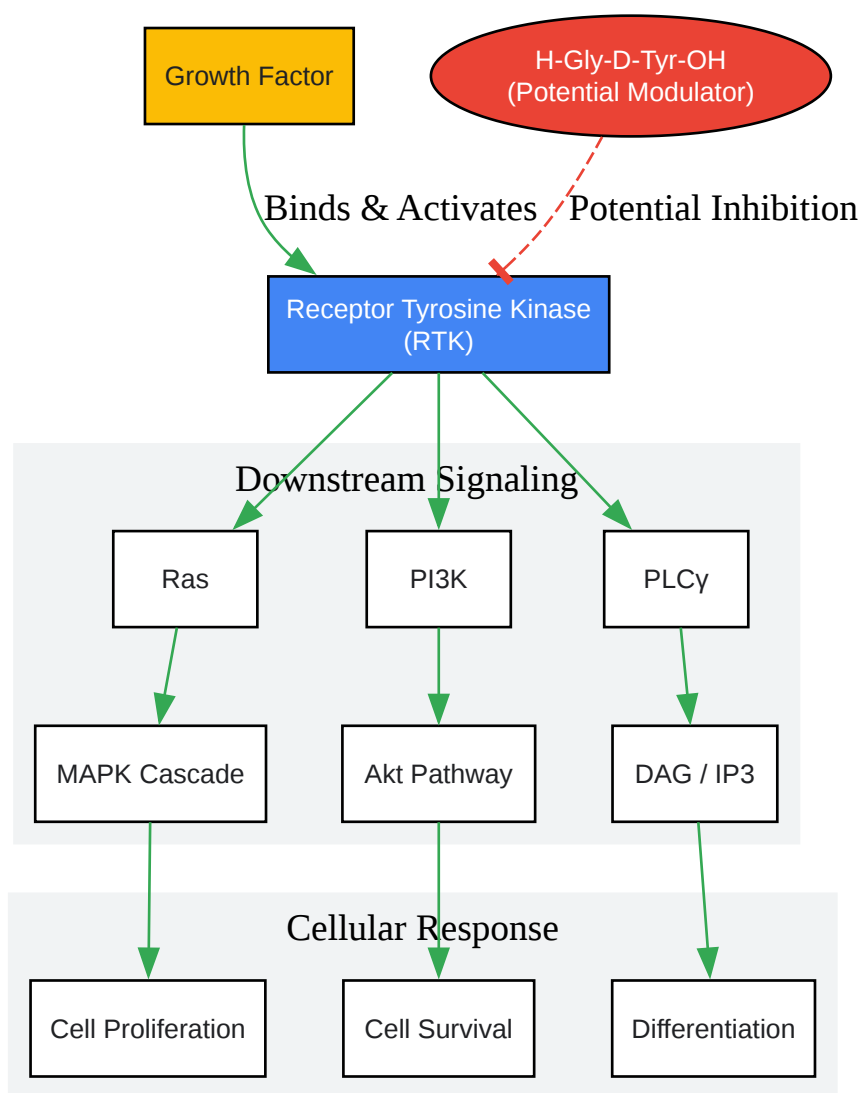 Growth Factor
H-Gly-D-Tyr-OH
(Potential Modulator)
Binds & Activates
Potential Inhibition
Receptor Tyrosine Kinase
(RTK)
Downstream Signaling
Ras
PI3K
PLCγ
MAPK Cascade
Akt Pathway
DAG / IP3
Cellular Response
Cell Proliferation
Cell Survival
Differentiation